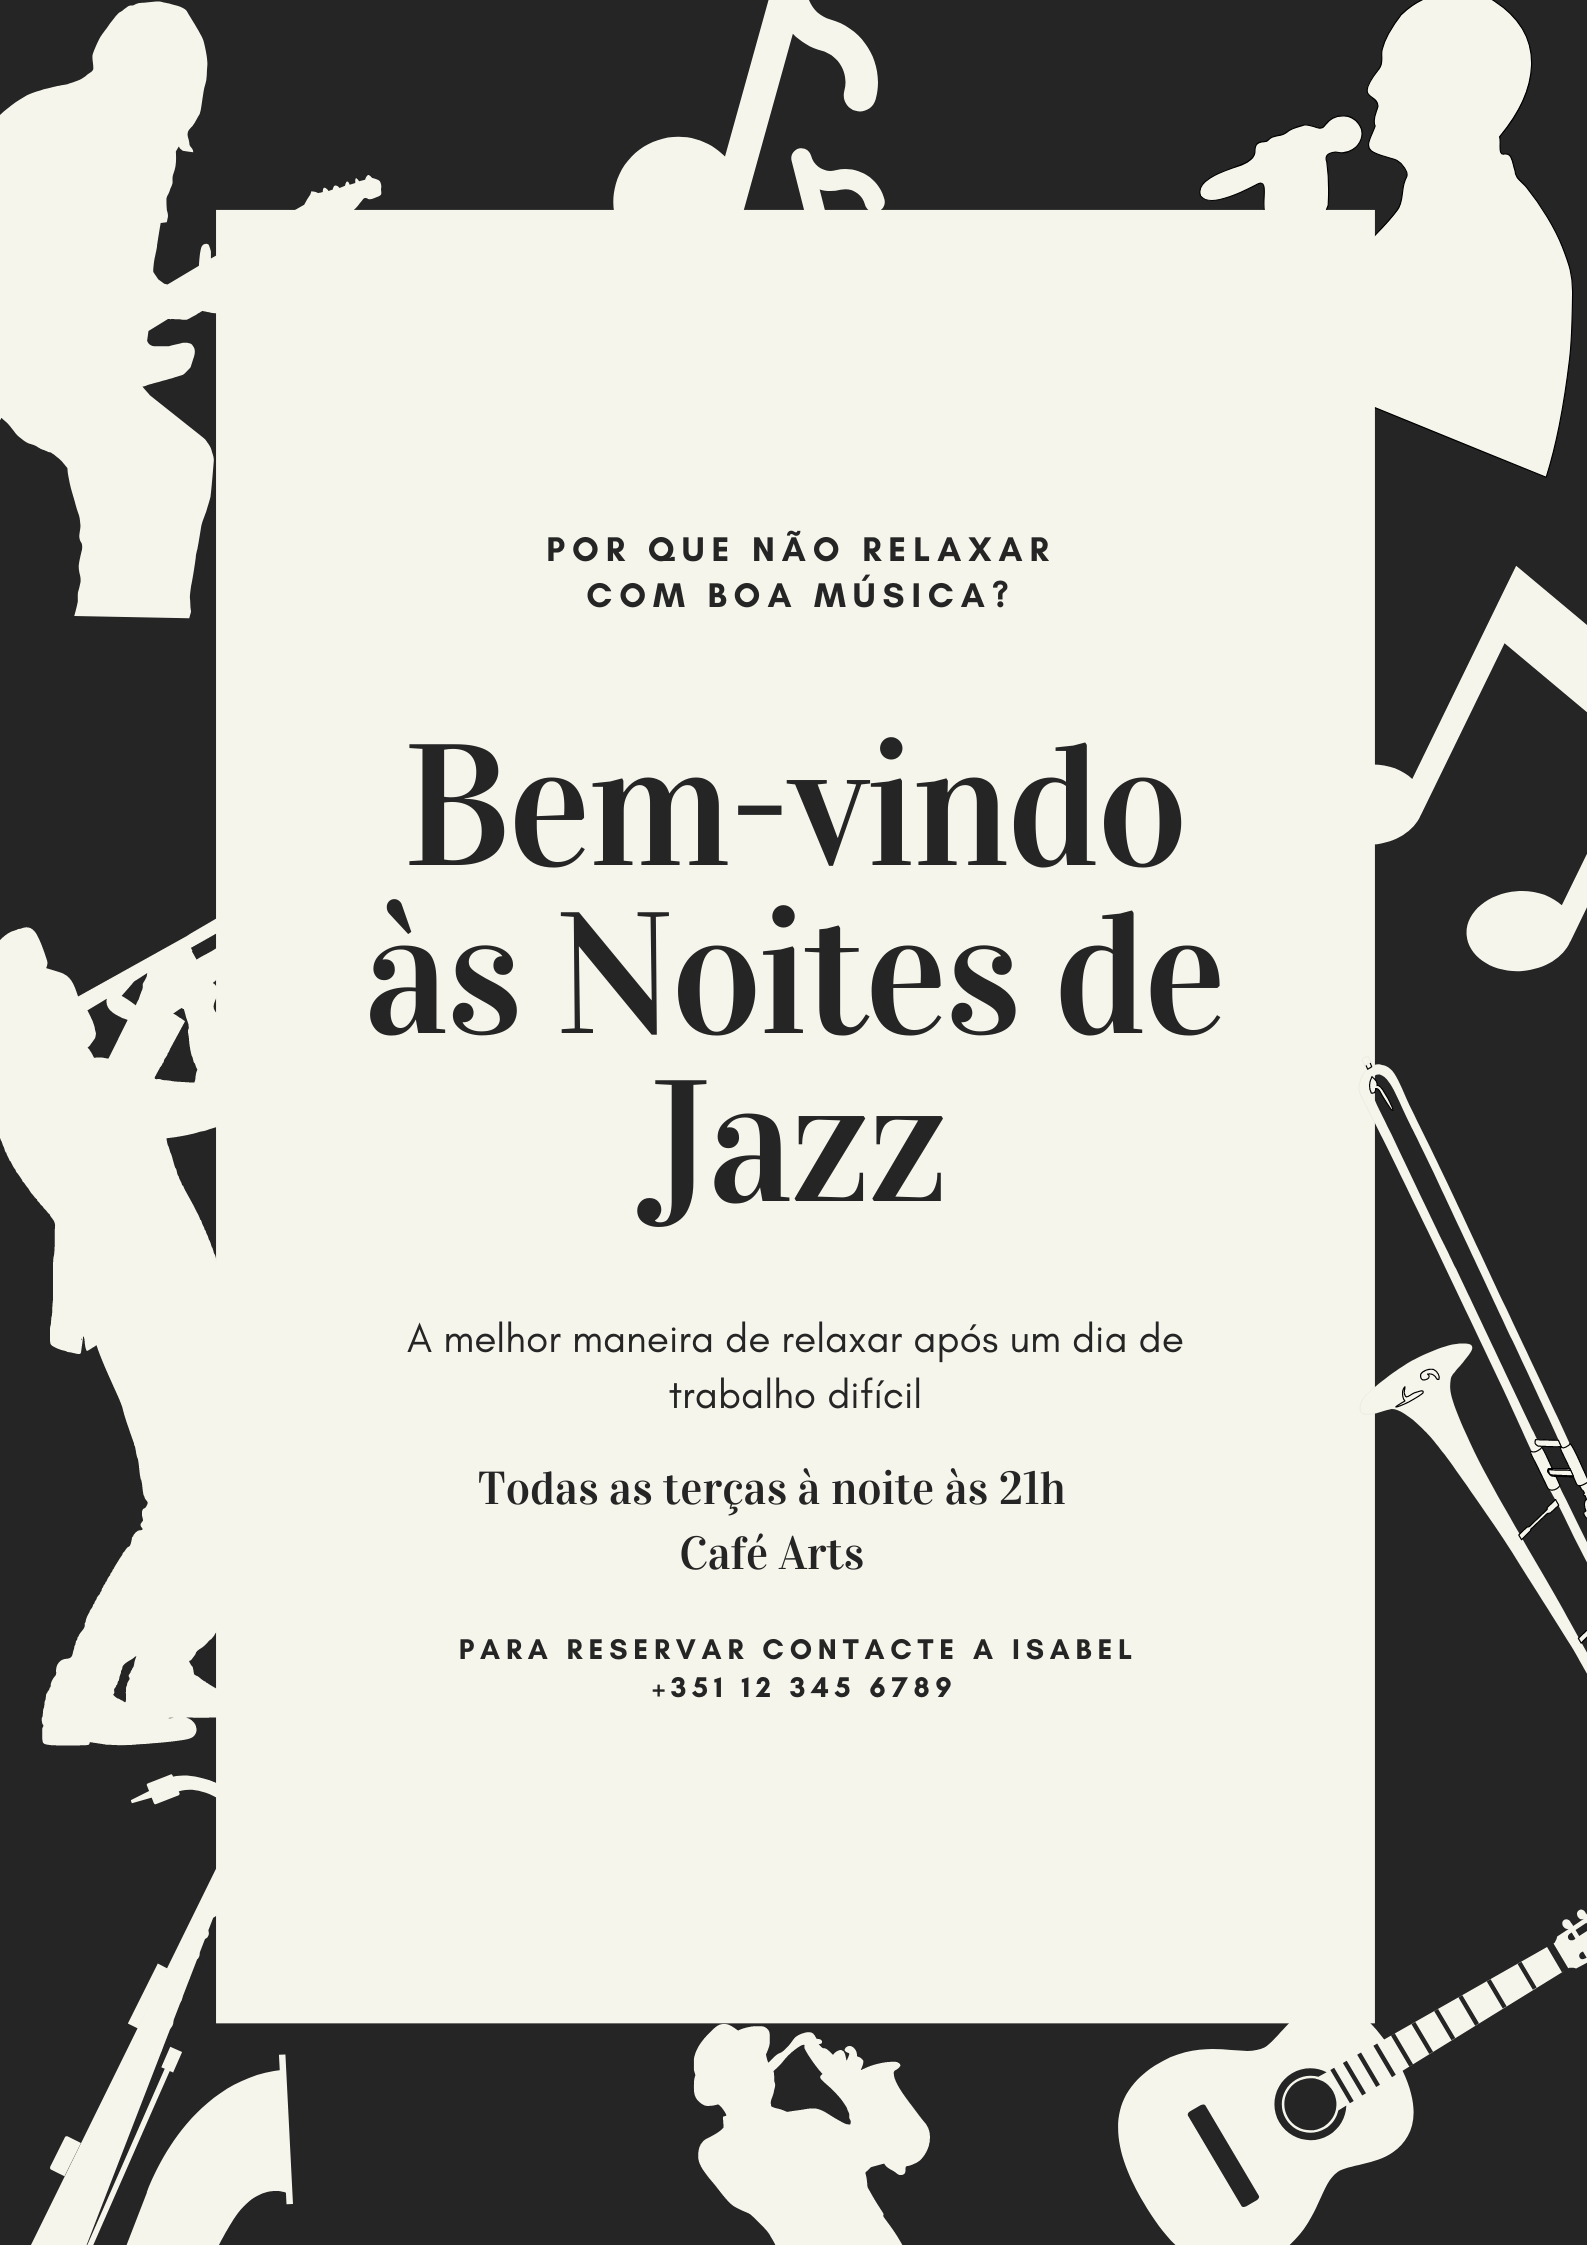 POR QUE NÃO RELAXAR
COM BOA MÚSICA?
Bem-vindo
às Noites de
Jazz
A melhor maneira de relaxar após um dia de
trabalho difícil
Todas as terças à noite às 21h
Café Arts
PARA RESERVAR CONTACTE A ISABEL
+351 12 345 6789